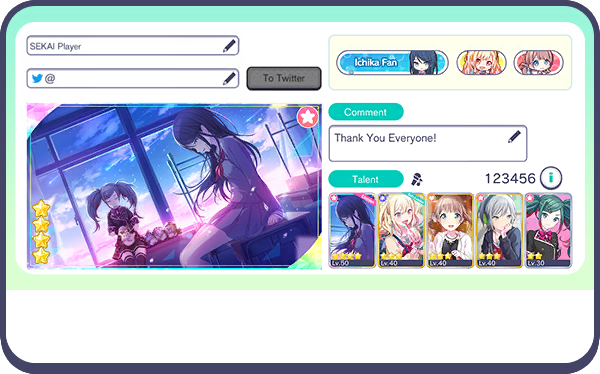 SEKAI Player
Ichika Fan
@
To Twitter
Comment
Thank You Everyone!
Talent
123456
i
Lv.50
Lv.40
Lv.40
Lv.40
Lv.30